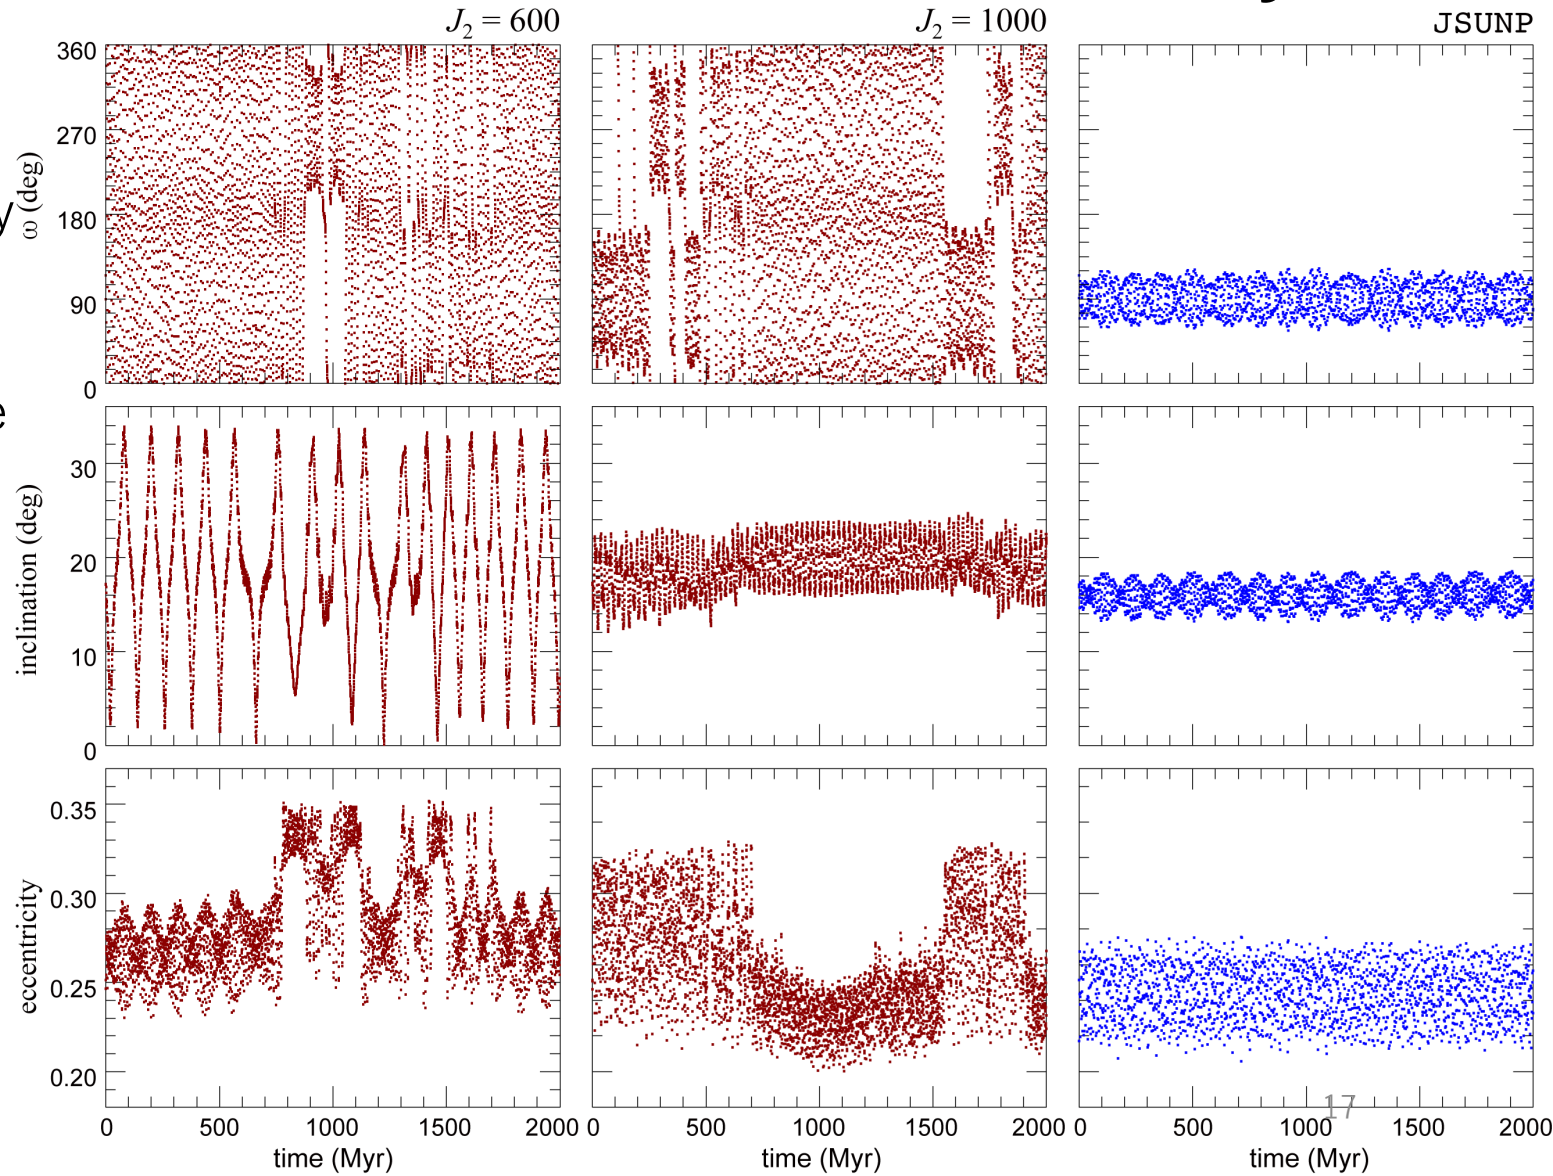 J2 = 600
J2 = 1000
JSUNP
y
360
270
180
90
0
ω (deg)
y
e
30
20
10
0
inclination (deg)
0.35
0.30
0.25
0.20
eccentricity
0 500 1000 1500 2000
0 500 1000 1500 2000
0 500 1000 1500 2000
time (Myr)
time (Myr)
time (Myr)
17